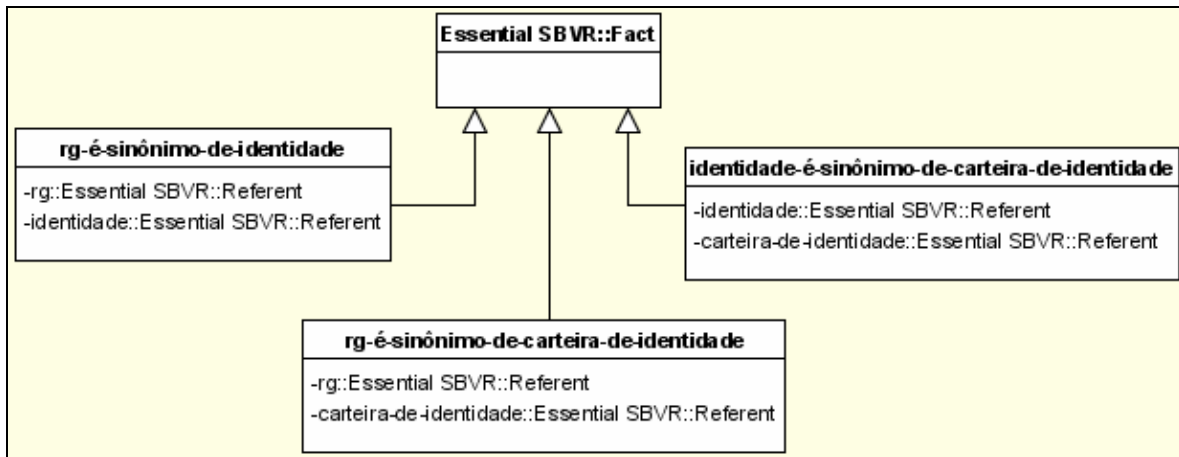 Essential SBVR::Fact
rg-é-sinônimo-de-identidade
-rg::Essential SBVR::Referent
-identidade::Essential SBVR::Referent
identidade-é-sinônimo-de-carteira-de-identidade
-identidade::Essential SBVR::Referent
-carteira-de-identidade::Essential SBVR::Referent
rg-é-sinônimo-de-carteira-de-identidade
-rg::Essential SBVR::Referent
-carteira-de-identidade::Essential SBVR::Referent